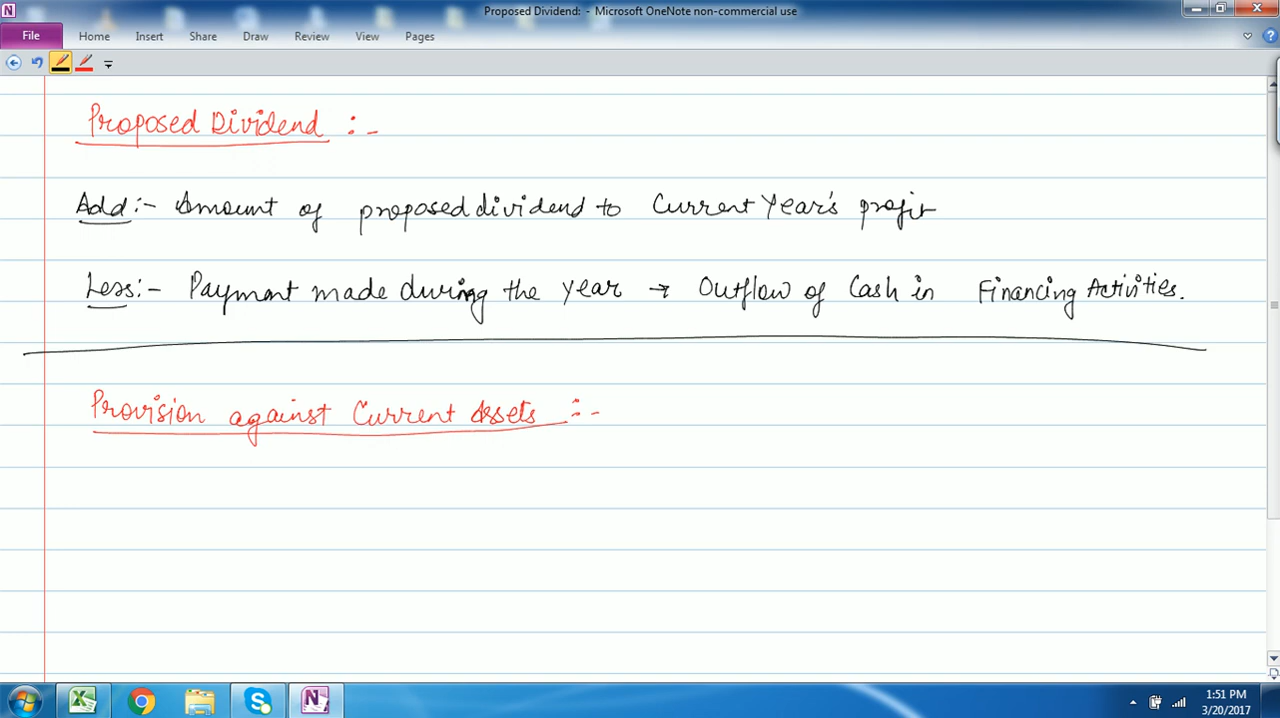 Proposed Dividend: - Microsoft OneNote non-commercial use
File Home Insert Share Draw Review View Pages
Proposed Dividend :-
Add :- Amount of proposed dividend to Current Year's profit
Less :- Payment made during the year → Outflow of Cash in Financing Activities.
Provision against Current Assets :-
1:51 PM
3/20/2017